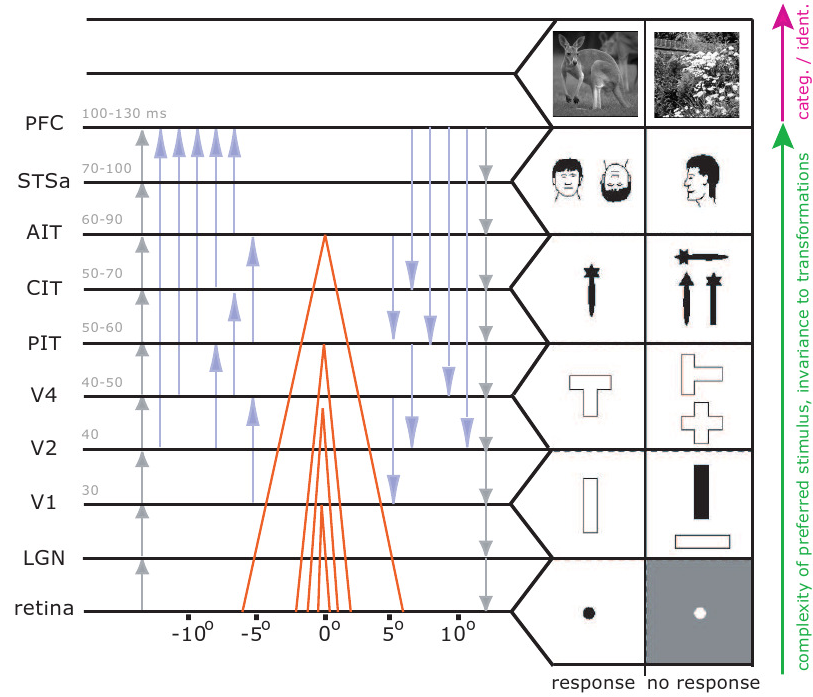 100-130 ms
PFC
70-100
STSa
60-90
AIT
50-70
CIT
50-60
PIT
40-50
V4
40
V2
30
V1
LGN
retina
-10° -5° 0° 5° 10°
response no response
categ. / ident.
complexity of preferred stimulus, invariance to transformations